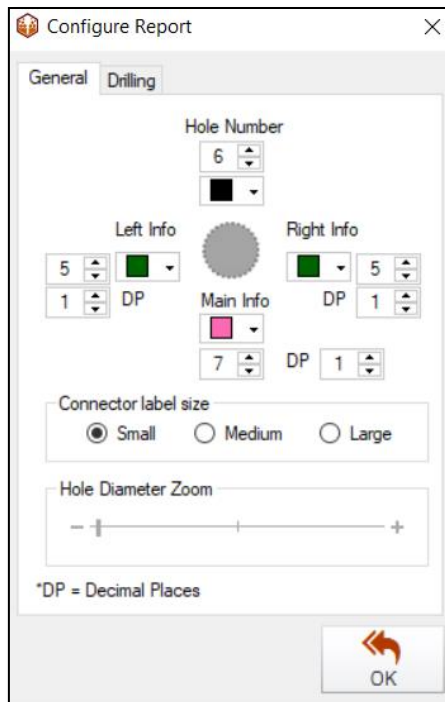 Configure Report
General Drilling
Hole Number
6
Left Info Right Info
5 5
1 DP DP 1
Main Info
7 DP 1
Connector label size
Small Medium Large
Hole Diameter Zoom
*DP = Decimal Places
OK